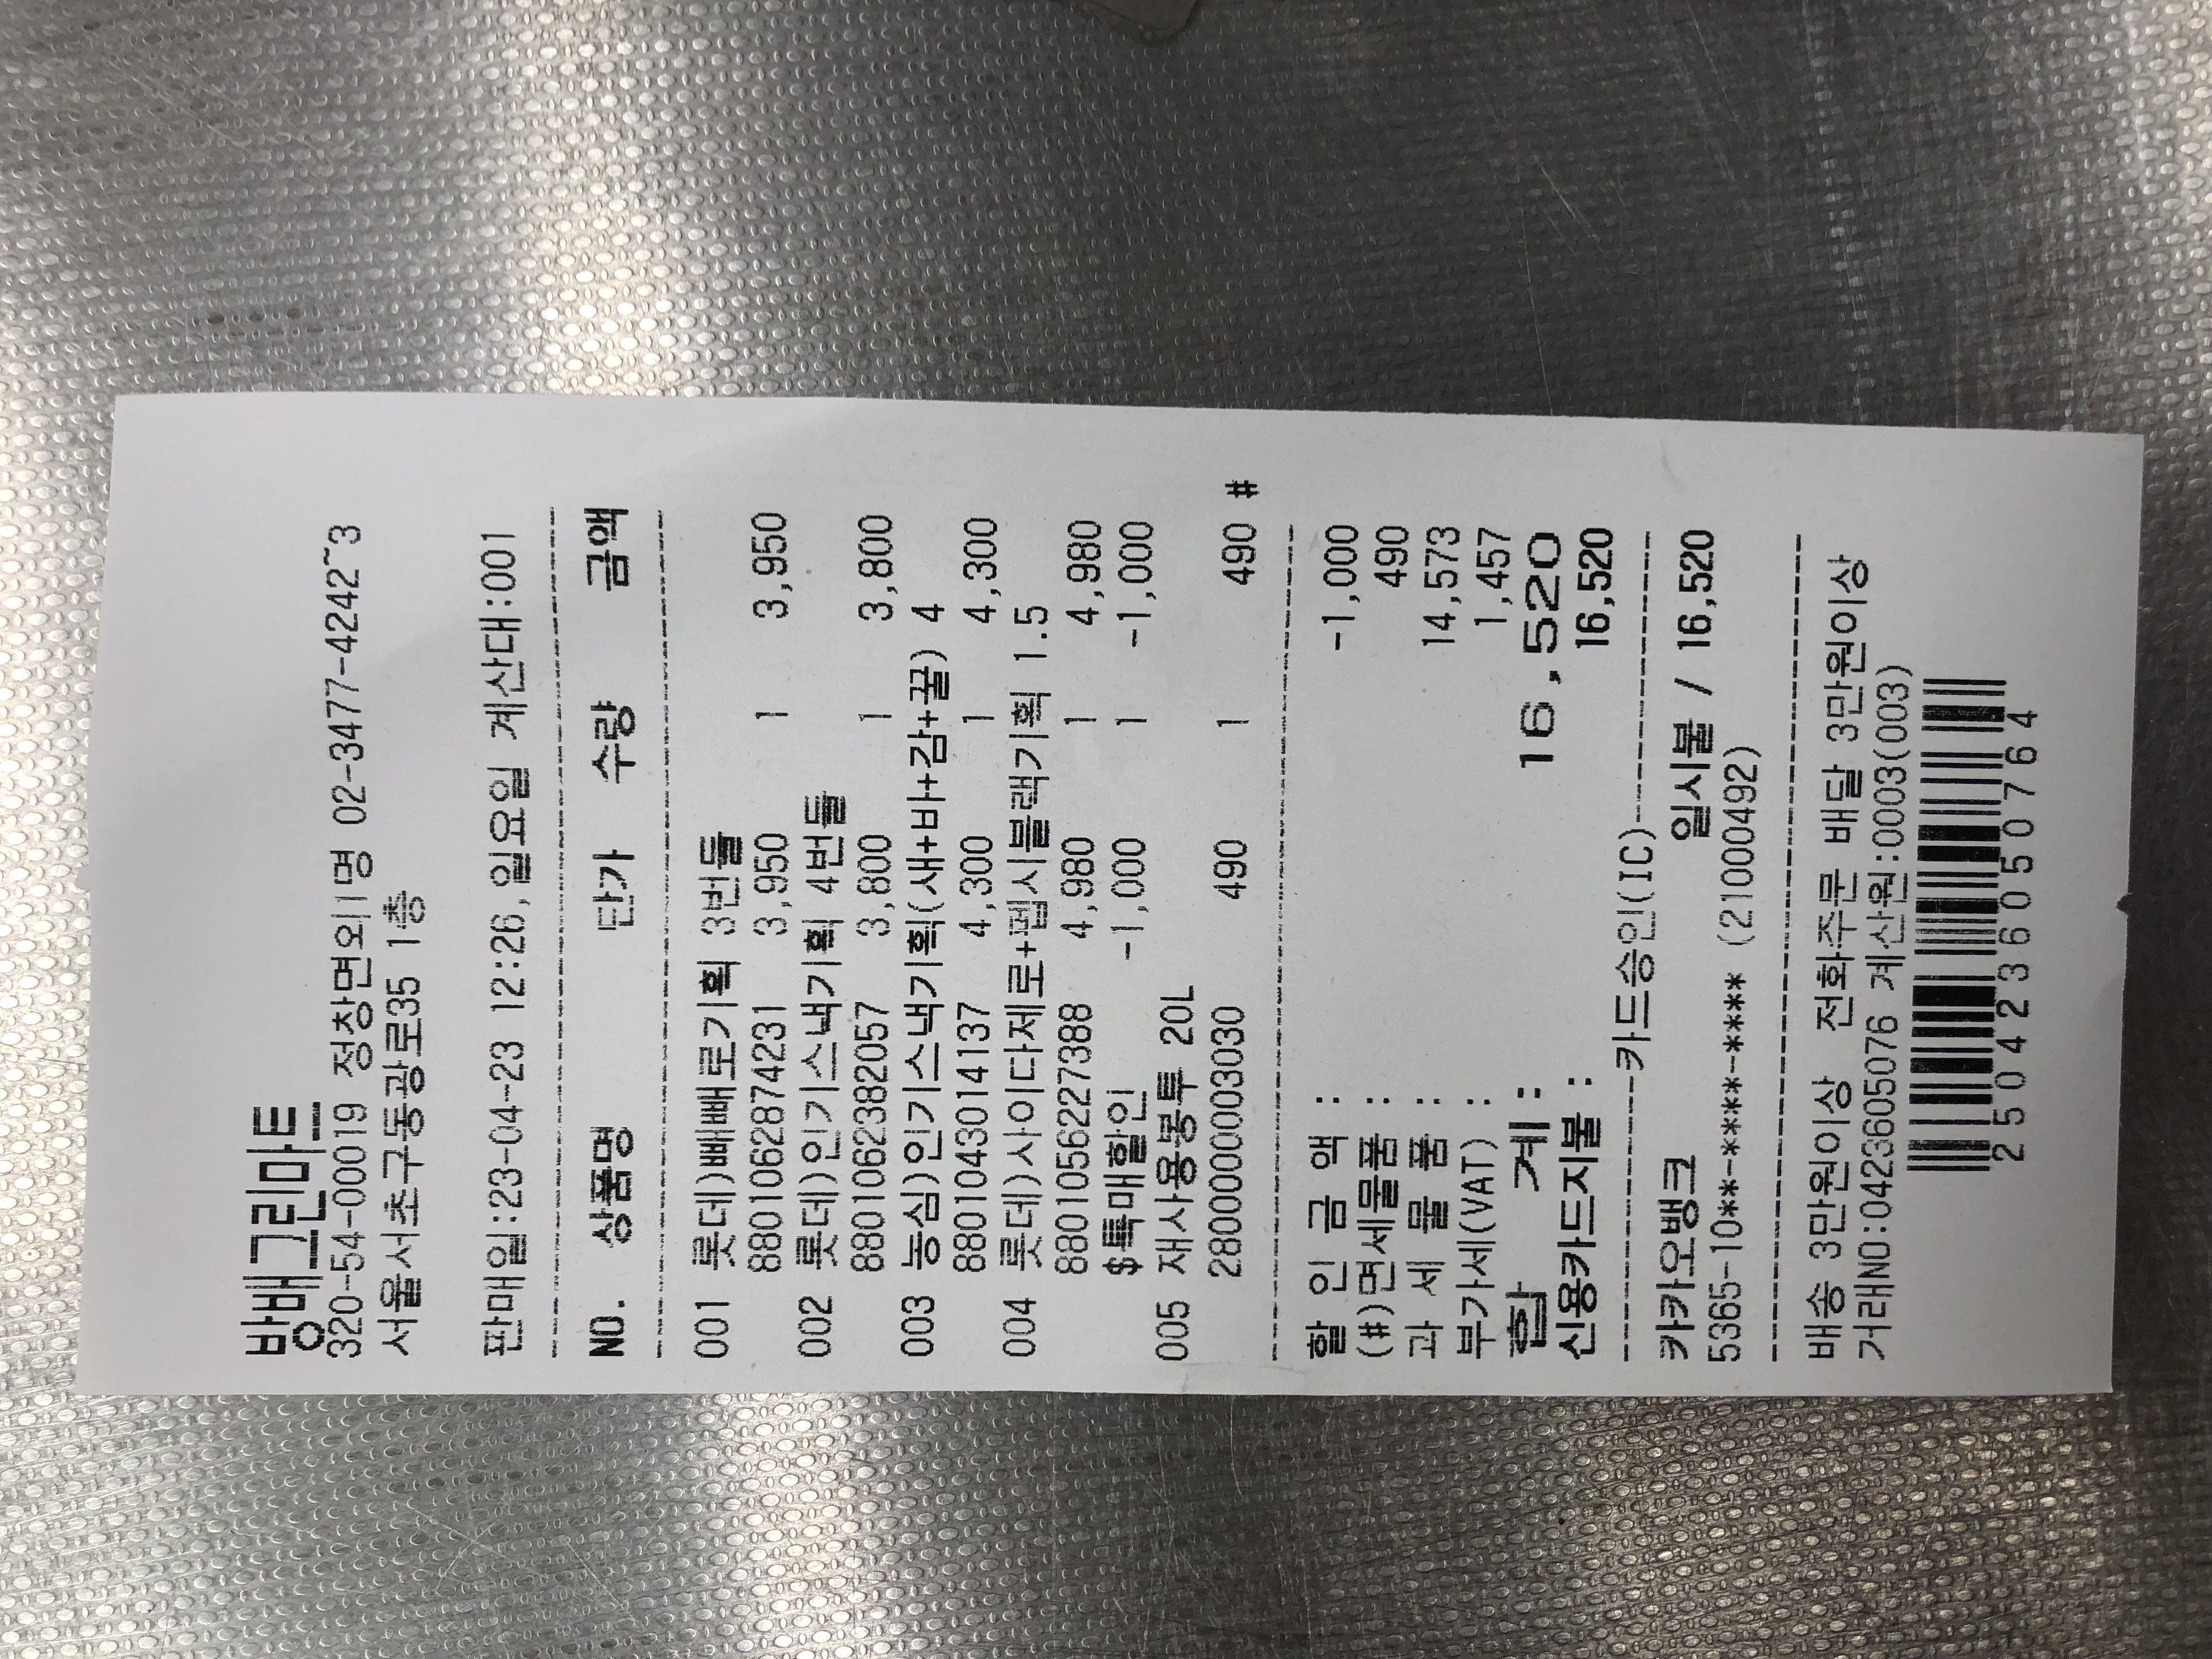 방배그린마트
320-54-00019 정창면외1명 02-3477-4242~3
서울서초구동광로35 1층
판매일:23-04-23 12:26,일요일 계산대:001
NO. 상품명 단가 수량 금액
001 롯데)빼빼로기획 3번들
8801062874231 3,950 1 3,950
002 롯데)인기스낵기획 4번들
8801062382057 3,800 1 3,800
003 농심)인기스낵기획(새+바+감+꿀) 4
8801043014137 4,300 1 4,300
004 롯데)사이다제로+펩시블랙기획 1.5
8801056227388 4,980 1 4,980
$특매할인 -1,000 1 -1,000
005 재사용봉투 20L
2800000003030 490 1 490 #
할 인 금 액 : -1,000
(#)면세물품 : 490
과 세 물 품 : 14,573
부가세(VAT) : 1,457
합 계: 16,520
신용카드지불 : 16,520
--------------카드승인(IC)--------------
카카오뱅크 일시불 / 16,520
5365-10**-****-**** (21000492)
배송 3만원이상 전화주문 배달 3만원이상
거래NO:0423605076 계산원:0003(003)
2504236050764